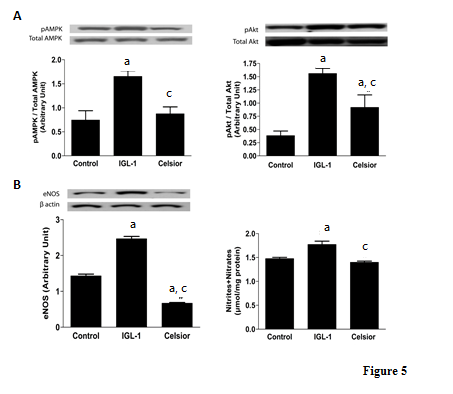 A
pAMPK
Total AMPK
pAMPK / Total AMPK
(Arbitrary Unit)
2.0
1.5
1.0
0.5
0.0
a
c
Control IGL-1 Celsior
pAkt
Total Akt
pAkt / Total Akt
(Arbitrary Unit)
1.75
1.50
1.25
1.00
0.75
0.50
0.25
0.00
a
a, c
Control IGL-1 Celsior
B
eNOS
β actin
eNOS (Arbitrary Unit)
3
2
1
0
a
a, c
Control IGL-1 Celsior
Nitrites+Nitrates
(µmol/mg protein)
2.0
1.5
1.0
0.5
0.0
a
c
Control IGL-1 Celsior
Figure 5